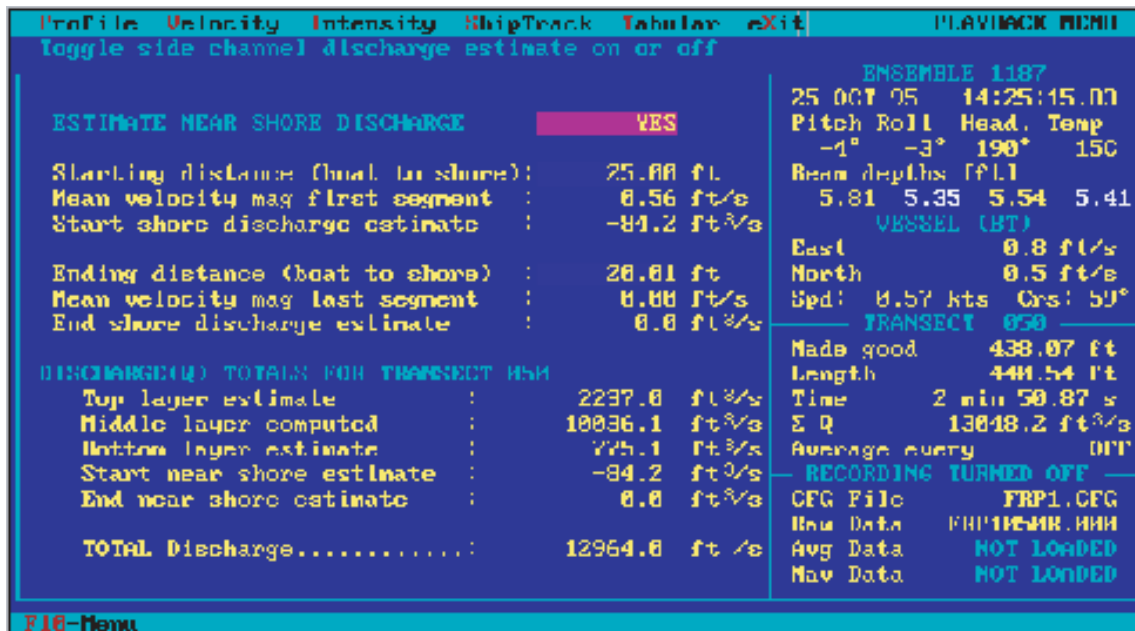 Profile Velocity Intensity ShipTrack Tabular eXit PLAYBACK MENU
Toggle side channel discharge estimate on or off
ESTIMATE NEAR SHORE DISCHARGE YES
Starting distance (boat to shore): 25.00 ft
Mean velocity mag first segment : 0.56 ft/s
Start shore discharge estimate : -84.2 ft³/s
Ending distance (boat to shore) : 20.01 ft
Mean velocity mag last segment : 0.00 ft/s
End shore discharge estimate : 0.0 ft³/s
DISCHARGE(Q) TOTALS FOR TRANSECT 050
Top layer estimate : 2237.0 ft³/s
Middle layer computed : 10036.1 ft³/s
Bottom layer estimate : 775.1 ft³/s
Start near shore estimate : -84.2 ft³/s
End near shore estimate : 0.0 ft³/s
TOTAL Discharge............: 12964.0 ft /s
ENSEMBLE 1187
25 OCT 95 14:25:15.03
Pitch Roll Head. Temp
-4° -3° 190° 15C
Beam depths [ft]
5.81 5.35 5.54 5.41
VESSEL (BT)
East 0.8 ft/s
North 0.5 ft/s
Spd: 0.57 kts Crs: 59°
TRANSECT 050
Made good 438.07 ft
Length 440.54 ft
Time 2 min 50.87 s
Σ Q 13048.2 ft³/s
Average every OFF
RECORDING TURNED OFF
CFG File FRP1.CFG
Raw Data FRP1050R.000
Avg Data NOT LOADED
Nav Data NOT LOADED
F10-Menu